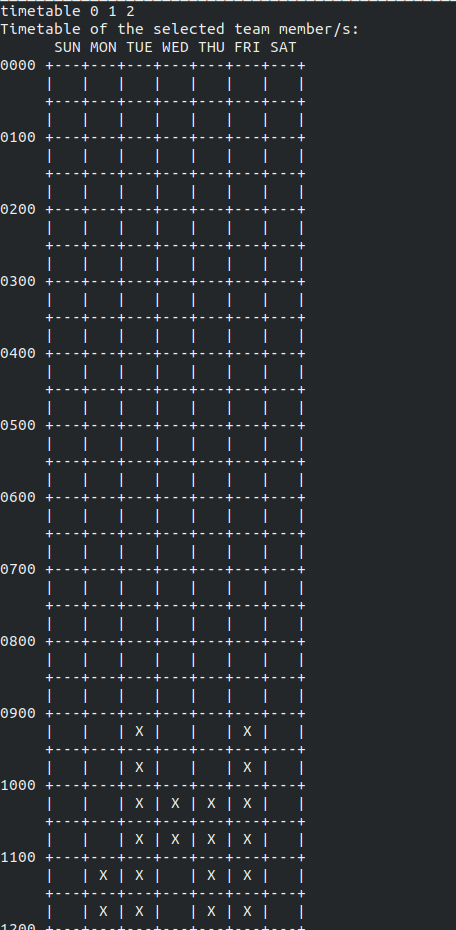 timetable 0 1 2
Timetable of the selected team member/s:
      SUN MON TUE WED THU FRI SAT
0000 +---+---+---+---+---+---+---+
     |   |   |   |   |   |   |   |
     +---+---+---+---+---+---+---+
     |   |   |   |   |   |   |   |
0100 +---+---+---+---+---+---+---+
     |   |   |   |   |   |   |   |
     +---+---+---+---+---+---+---+
     |   |   |   |   |   |   |   |
0200 +---+---+---+---+---+---+---+
     |   |   |   |   |   |   |   |
     +---+---+---+---+---+---+---+
     |   |   |   |   |   |   |   |
0300 +---+---+---+---+---+---+---+
     |   |   |   |   |   |   |   |
     +---+---+---+---+---+---+---+
     |   |   |   |   |   |   |   |
0400 +---+---+---+---+---+---+---+
     |   |   |   |   |   |   |   |
     +---+---+---+---+---+---+---+
     |   |   |   |   |   |   |   |
0500 +---+---+---+---+---+---+---+
     |   |   |   |   |   |   |   |
     +---+---+---+---+---+---+---+
     |   |   |   |   |   |   |   |
0600 +---+---+---+---+---+---+---+
     |   |   |   |   |   |   |   |
     +---+---+---+---+---+---+---+
     |   |   |   |   |   |   |   |
0700 +---+---+---+---+---+---+---+
     |   |   |   |   |   |   |   |
     +---+---+---+---+---+---+---+
     |   |   |   |   |   |   |   |
0800 +---+---+---+---+---+---+---+
     |   |   |   |   |   |   |   |
     +---+---+---+---+---+---+---+
     |   |   |   |   |   |   |   |
0900 +---+---+---+---+---+---+---+
     |   |   | X |   |   | X |   |
     +---+---+---+---+---+---+---+
     |   |   | X |   |   | X |   |
1000 +---+---+---+---+---+---+---+
     |   |   | X | X | X | X |   |
     +---+---+---+---+---+---+---+
     |   |   | X | X | X | X |   |
1100 +---+---+---+---+---+---+---+
     |   | X | X |   | X | X |   |
     +---+---+---+---+---+---+---+
     |   | X | X |   | X | X |   |
1200 +---+---+---+---+---+---+---+